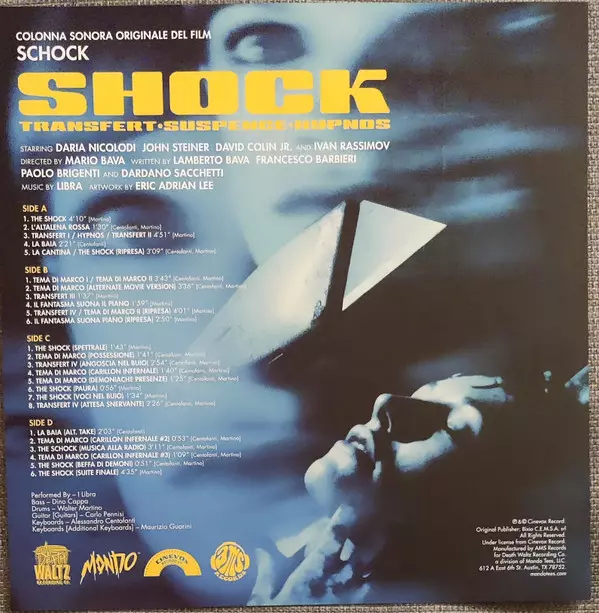 COLONNA SONORA ORIGINALE DEL FILM
SCHOCK
SHOCK
TRANSFERT•SUSPENCE•HUPNOS
STARRING DARIA NICOLODI JOHN STEINER DAVID COLIN JR. AND IVAN RASSIMOV
DIRECTED BY MARIO BAVA WRITTEN BY LAMBERTO BAVA FRANCESCO BARBIERI
PAOLO BRIGENTI AND DARDANO SACCHETTI
MUSIC BY LIBRA ARTWORK BY ERIC ADRIAN LEE
SIDE A
1. THE SHOCK 4'10" (Martino)
2. L'ALTALENA ROSSA 1'30" (Centofanti, Martino)
3. TRANSFERT I / HYPNOS / TRANSFERT II 4'51" (Martino)
4. LA BAIA 2'21" (Centofanti)
5. LA CANTINA / THE SHOCK (RIPRESA) 3'09" (Centofanti, Martino)
SIDE B
1. TEMA DI MARCO I / TEMA DI MARCO II 3'43" (Centofanti, Martino)
2. TEMA DI MARCO (ALTERNATE MOVIE VERSION) 3'36" (Centofanti, Martino)
3. TRANSFERT III 1'37" (Martino)
4. IL FANTASMA SUONA IL PIANO 1'59" (Martino)
5. TRANSFERT IV / TEMA DI MARCO II (RIPRESA) 4'01" (Centofanti, Martino)
6. IL FANTASMA SUONA PIANO (RIPRESA) 2'50" (Martino)
SIDE C
1. THE SHOCK (SPETTRALE) 1'43" (Martino)
2. TEMA DI MARCO (POSSESSIONE) 1'41" (Centofanti, Martino)
3. TRANSFERT IV (ANGOSCIA NEL BUIO) 2'54" (Centofanti, Martino)
4. TEMA DI MARCO (CARILLON INFERNALE) 1'40" (Centofanti, Martino)
5. TEMA DI MARCO (DEMONIACHE PRESENZE) 1'25" (Centofanti, Martino)
6. THE SHOCK (PAURA) 0'56" (Martino)
7. THE SHOCK (VOCI NEL BUIO) 1'34" (Martino)
8. TRANSFERT IV (ATTESA SNERVANTE) 2'26" (Centofanti, Martino)
SIDE D
1. LA BAIA (ALT. TAKE) 2'03" (Centofanti)
2. TEMA DI MARCO (CARILLON INFERNALE #2) 0'53" (Centofanti, Martino)
3. THE SCHOCK (MUSICA ALLA RADIO) 3'11" (Martino)
4. TEMA DI MARCO (CARILLON INFERNALE #3) 1'09" (Centofanti, Martino)
5. THE SHOCK (BEFFA DI DEMONI) 0'51" (Centofanti, Martino)
6. THE SHOCK (SUITE FINALE) 4'35" (Martino)
Performed By – I Libra
Bass – Dino Cappa
Drums – Walter Martino
Guitar [Guitars] – Carlo Pennisi
Keyboards – Alessandro Centofanti
Keyboards [Additional Keyboards] – Maurizio Guarini
DEATH WALTZ RECORDING CO.
MONDO
CINEVOX
AMS RECORDS
℗ & © Cinevox Record.
Original Publisher: Bixio C.E.M.S.A. srl
All Rights Reserved.
Under license from Cinevox Record.
Manufactured by AMS Records
for Death Waltz Recording Co.
a division of Mondo Tees, LLC.
612 A East 6th St. Austin, TX 78752.
mondotees.com